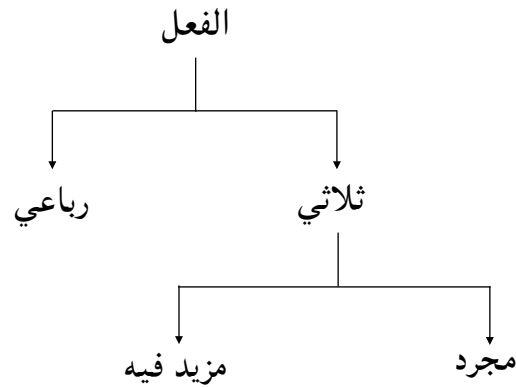 الفعل
ثلاثي
رباعي
مجرد
مزيد فيه